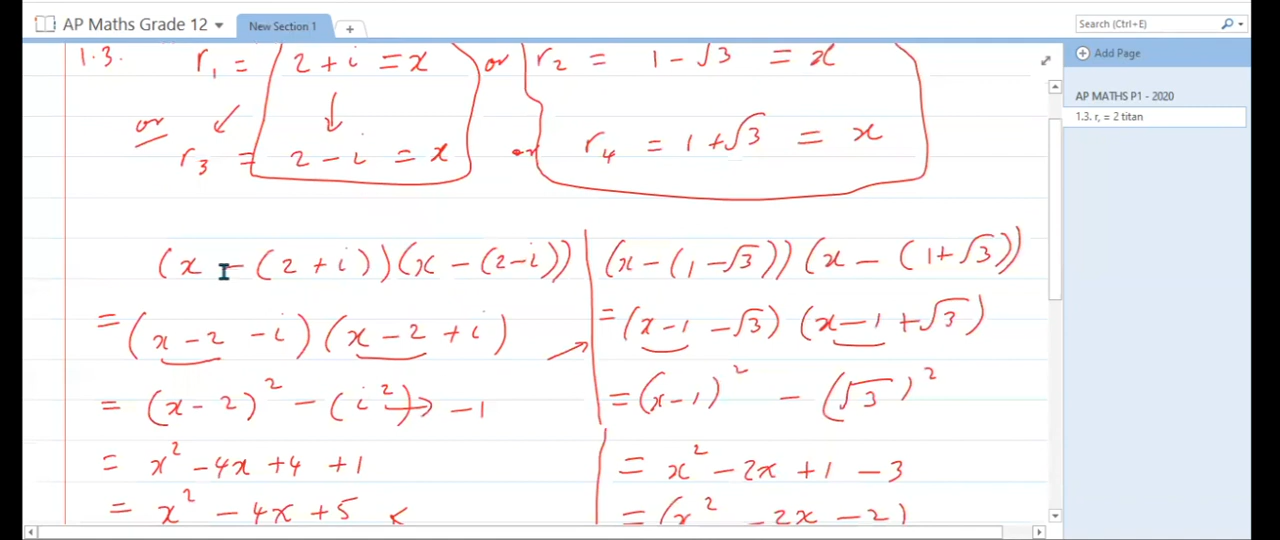 AP Maths Grade 12
New Section 1
+
Search (Ctrl+E)
Add Page
AP MATHS P1 - 2020
1.3. r, = 2 titan
1.3. r₁ = 2 + i = x or r₂ = 1 - √3 = x
or
r₃ = 2 - i = x or r₄ = 1 + √3 = x
(x - (2 + i))(x - (2 - i)) | (x - (1 - √3))(x - (1 + √3))
= (x - 2 - i)(x - 2 + i) | = (x - 1 - √3)(x - 1 + √3)
= (x - 2)² - (i²) → -1 | = (x - 1)² - (√3)²
= x² - 4x + 4 + 1 | = x² - 2x + 1 - 3
= x² - 4x + 5 | = (x² - 2x - 2)